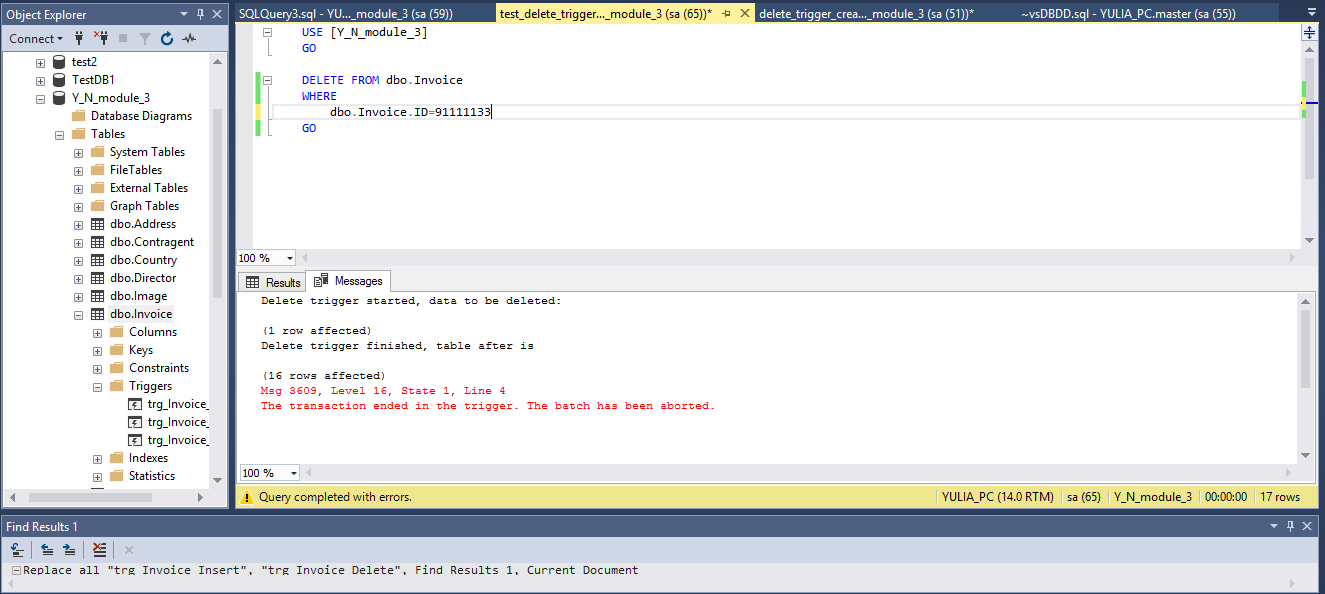 Object Explorer
Connect
test2
TestDB1
Y_N_module_3
Database Diagrams
Tables
System Tables
FileTables
External Tables
Graph Tables
dbo.Address
dbo.Contragent
dbo.Country
dbo.Director
dbo.Image
dbo.Invoice
Columns
Keys
Constraints
Triggers
trg_Invoice_
trg_Invoice_
trg_Invoice_
Indexes
Statistics
SQLQuery3.sql - YU..._module_3 (sa (59))
test_delete_trigger..._module_3 (sa (65))*
delete_trigger_crea..._module_3 (sa (51))*
~vsDBDD.sql - YULIA_PC.master (sa (55))
USE [Y_N_module_3]
GO
DELETE FROM dbo.Invoice
WHERE
dbo.Invoice.ID=91111133
GO
100 %
Results
Messages
Delete trigger started, data to be deleted:
(1 row affected)
Delete trigger finished, table after is
(16 rows affected)
Msg 3609, Level 16, State 1, Line 4
The transaction ended in the trigger. The batch has been aborted.
100 %
Query completed with errors.
YULIA_PC (14.0 RTM)
sa (65)
Y_N_module_3
00:00:00
17 rows
Find Results 1
Replace all "trg_Invoice_Insert", "trg_Invoice_Delete", Find Results 1, Current Document